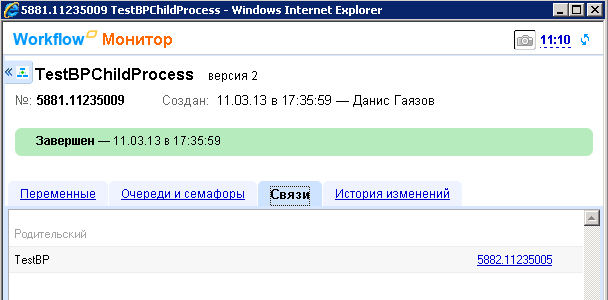 5881.11235009 TestBPChildProcess - Windows Internet Explorer
Workflow Монитор 11:10
TestBPChildProcess версия 2
№: 5881.11235009 Создан: 11.03.13 в 17:35:59 — Данис Гаязов
Завершен — 11.03.13 в 17:35:59
Переменные Очереди и семафоры Связи История изменений
Родительский
TestBP 5882.11235005